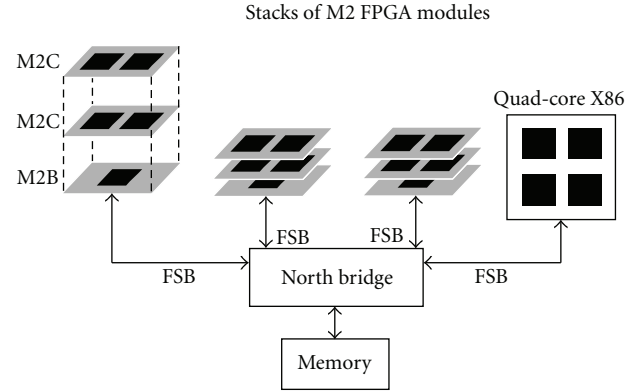 Stacks of M2 FPGA modules
M2C
M2C
M2B
Quad-core X86
FSB
FSB
FSB
FSB
North bridge
Memory